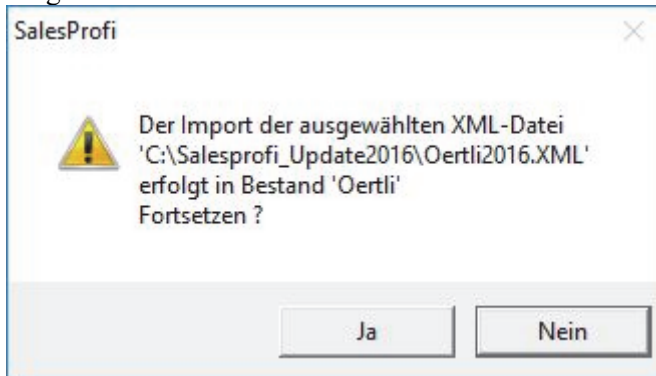 SalesProfi
Der Import der ausgewählten XML-Datei
'C:\Salesprofi_Update2016\Oertli2016.XML'
erfolgt in Bestand 'Oertli'
Fortsetzen ?
Ja
Nein